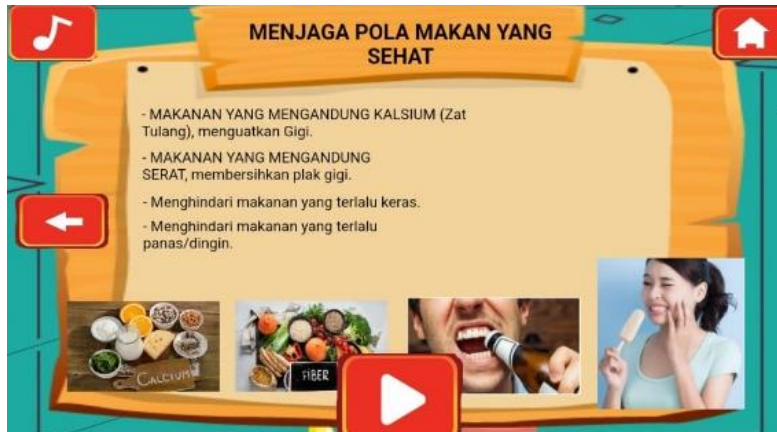 MENJAGA POLA MAKAN YANG
SEHAT
- MAKANAN YANG MENGANDUNG KALSIUM (Zat
Tulang), menguatkan Gigi.
- MAKANAN YANG MENGANDUNG
SERAT, membersihkan plak gigi.
- Menghindari makanan yang terlalu keras.
- Menghindari makanan yang terlalu
panas/dingin.
CALCIUM
FIBER